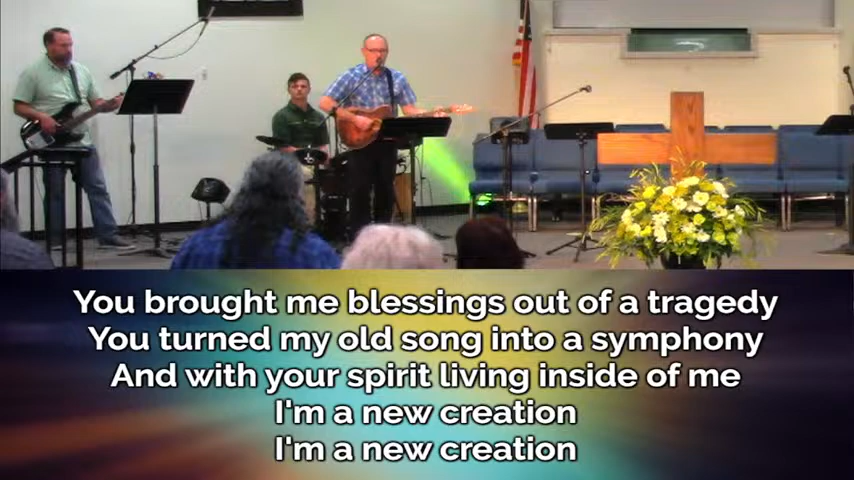 You brought me blessings out of a tragedy
You turned my old song into a symphony
And with your spirit living inside of me
I'm a new creation
I'm a new creation